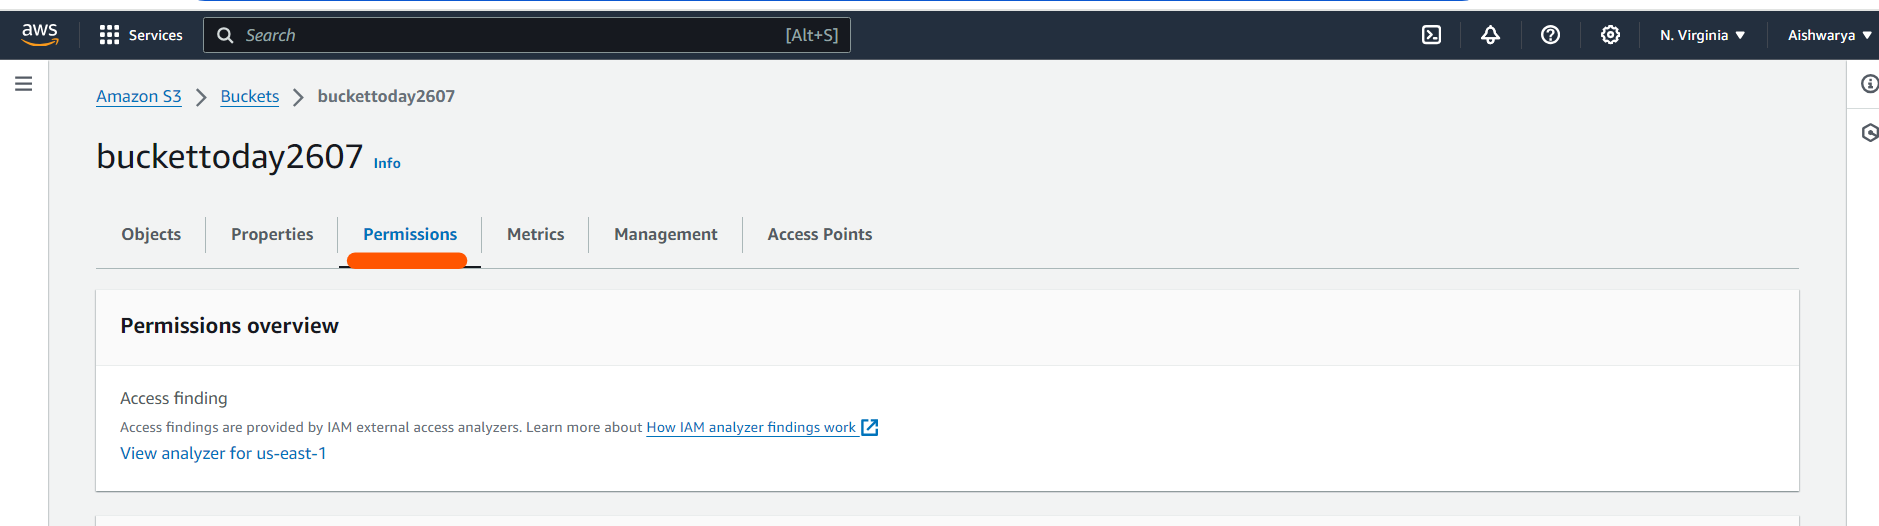 aws Services Search [Alt+S] N. Virginia Aishwarya
Amazon S3 Buckets buckettoday2607
buckettoday2607 Info
Objects Properties Permissions Metrics Management Access Points
Permissions overview
Access finding
Access findings are provided by IAM external access analyzers. Learn more about How IAM analyzer findings work
View analyzer for us-east-1